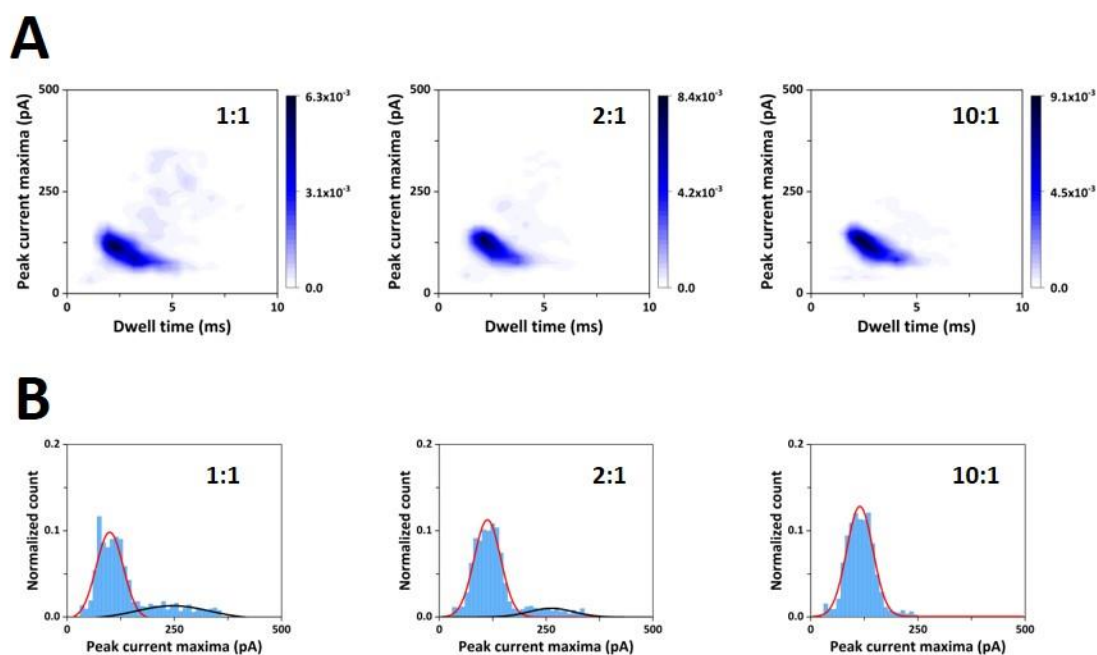 A
Peak current maxima (pA)
500
250
0
0
5
10
Dwell time (ms)
1:1
6.3x10⁻³
3.1x10⁻³
0.0
Peak current maxima (pA)
500
250
0
0
5
10
Dwell time (ms)
2:1
8.4x10⁻³
4.2x10⁻³
0.0
Peak current maxima (pA)
500
250
0
0
5
10
Dwell time (ms)
10:1
9.1x10⁻³
4.5x10⁻³
0.0
B
Normalized count
0.2
0.1
0.0
0
250
500
Peak current maxima (pA)
1:1
Normalized count
0.2
0.1
0.0
0
250
500
Peak current maxima (pA)
2:1
Normalized count
0.2
0.1
0.0
0
250
500
Peak current maxima (pA)
10:1